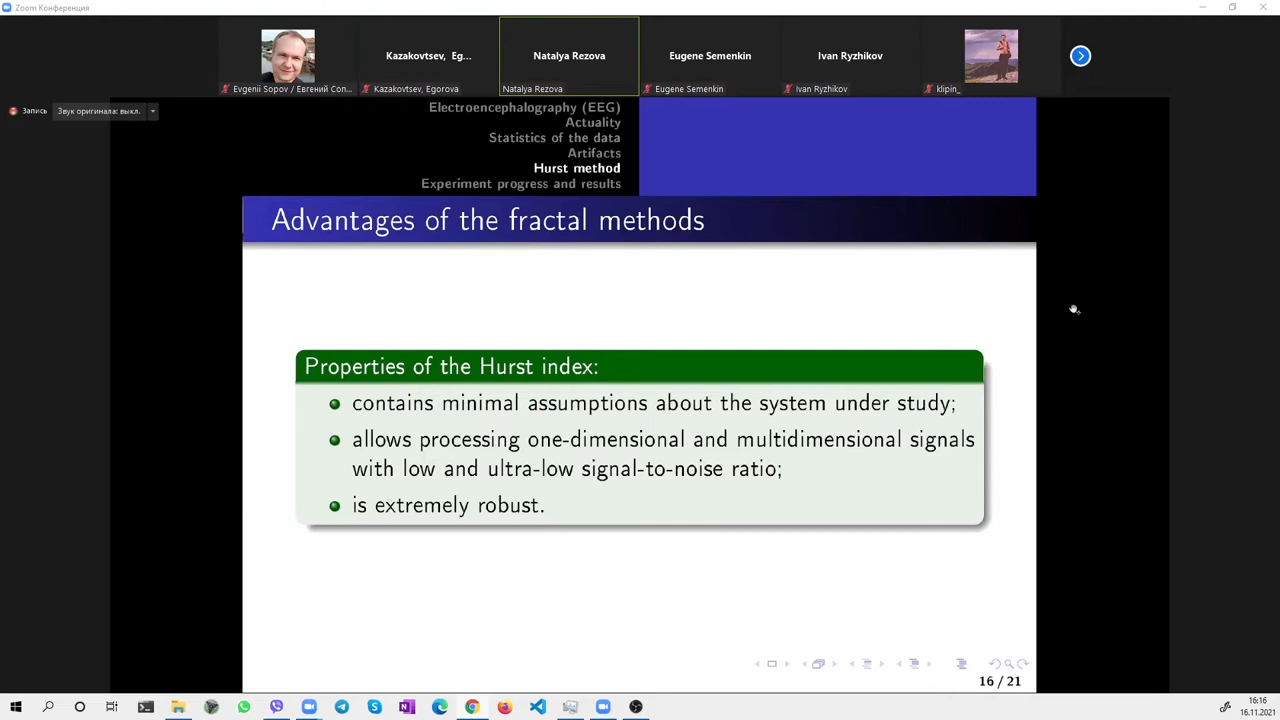 Zoom Конференция
Kazakovtsev, Eg...
Natalya Rezova
Eugene Semenkin
Ivan Ryzhikov
Evgenii Sopov / Евгений Соп...
Kazakovtsev, Egorova
Natalya Rezova
Eugene Semenkin
Ivan Ryzhikov
klipin_
Запись
Звук оригинала: выкл.
Electroencephalography (EEG)
Actuality
Statistics of the data
Artifacts
Hurst method
Experiment progress and results
Advantages of the fractal methods
Properties of the Hurst index:
contains minimal assumptions about the system under study;
allows processing one-dimensional and multidimensional signals
with low and ultra-low signal-to-noise ratio;
is extremely robust.
16 / 21
16:16
16.11.2021